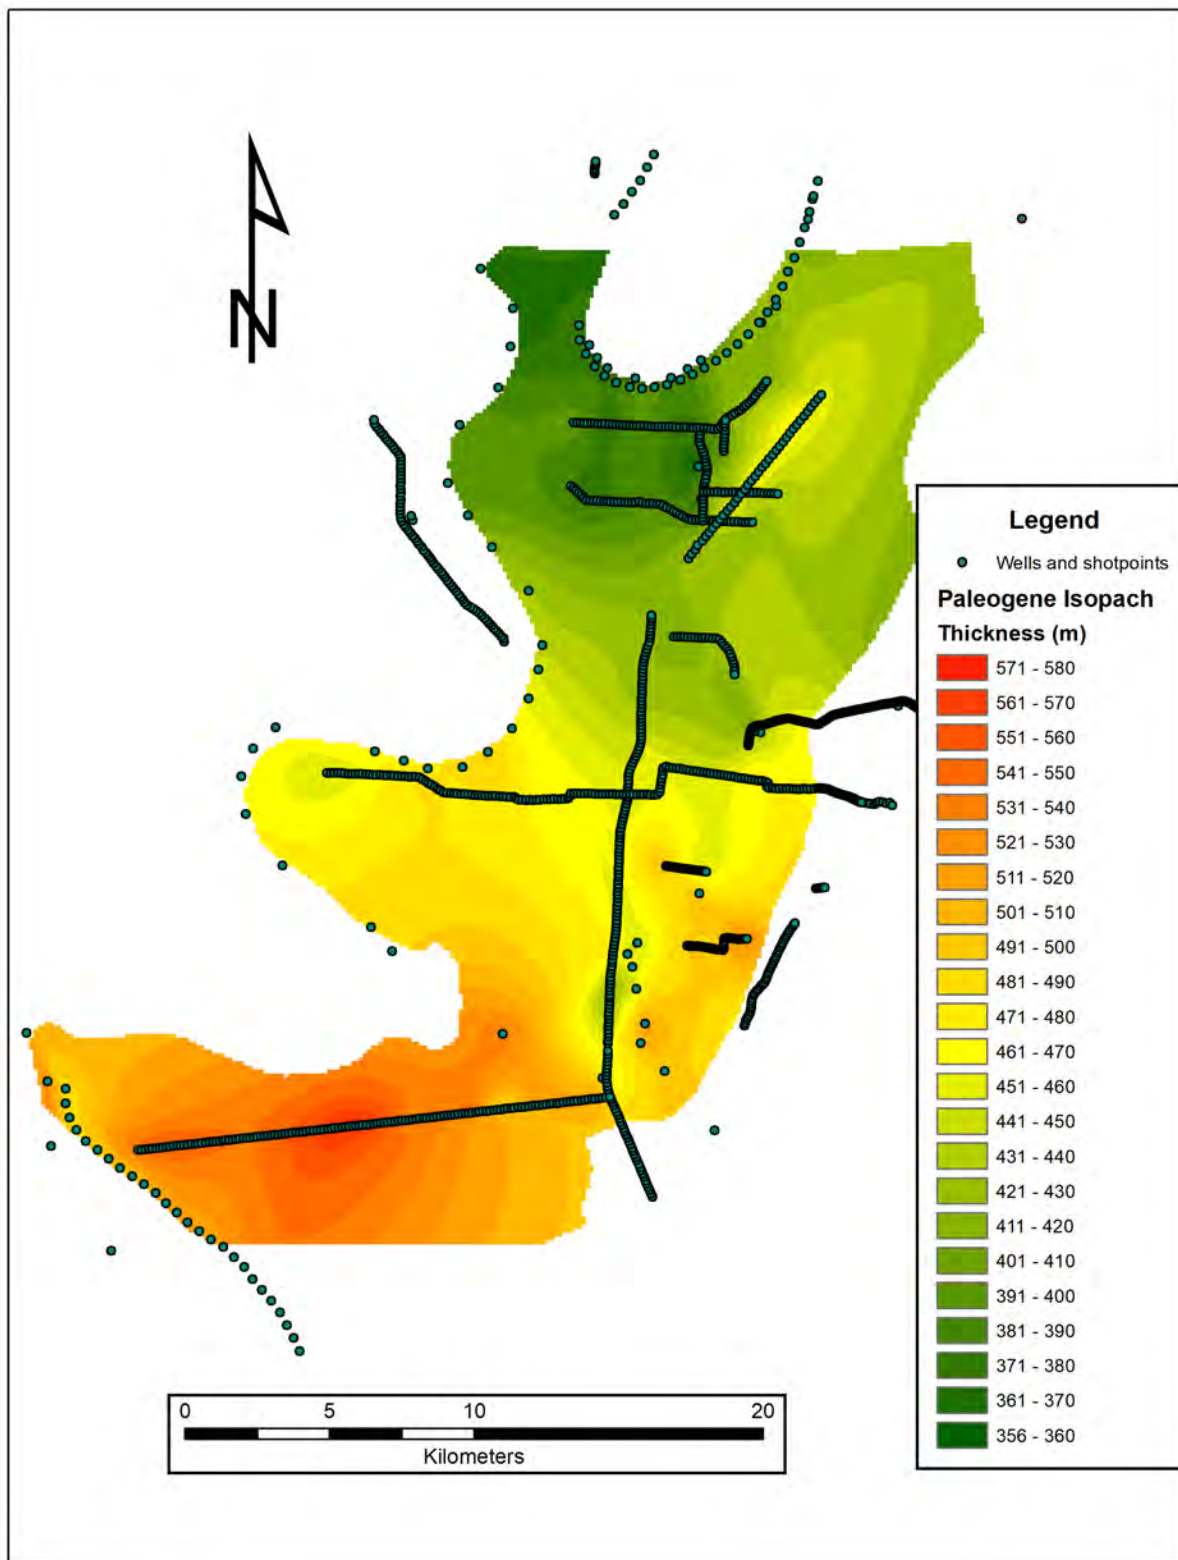 N
Legend
Wells and shotpoints
Paleogene Isopach
Thickness (m)
571 - 580
561 - 570
551 - 560
541 - 550
531 - 540
521 - 530
511 - 520
501 - 510
491 - 500
481 - 490
471 - 480
461 - 470
451 - 460
441 - 450
431 - 440
421 - 430
411 - 420
401 - 410
391 - 400
381 - 390
371 - 380
361 - 370
356 - 360
0 5 10 20
Kilometers